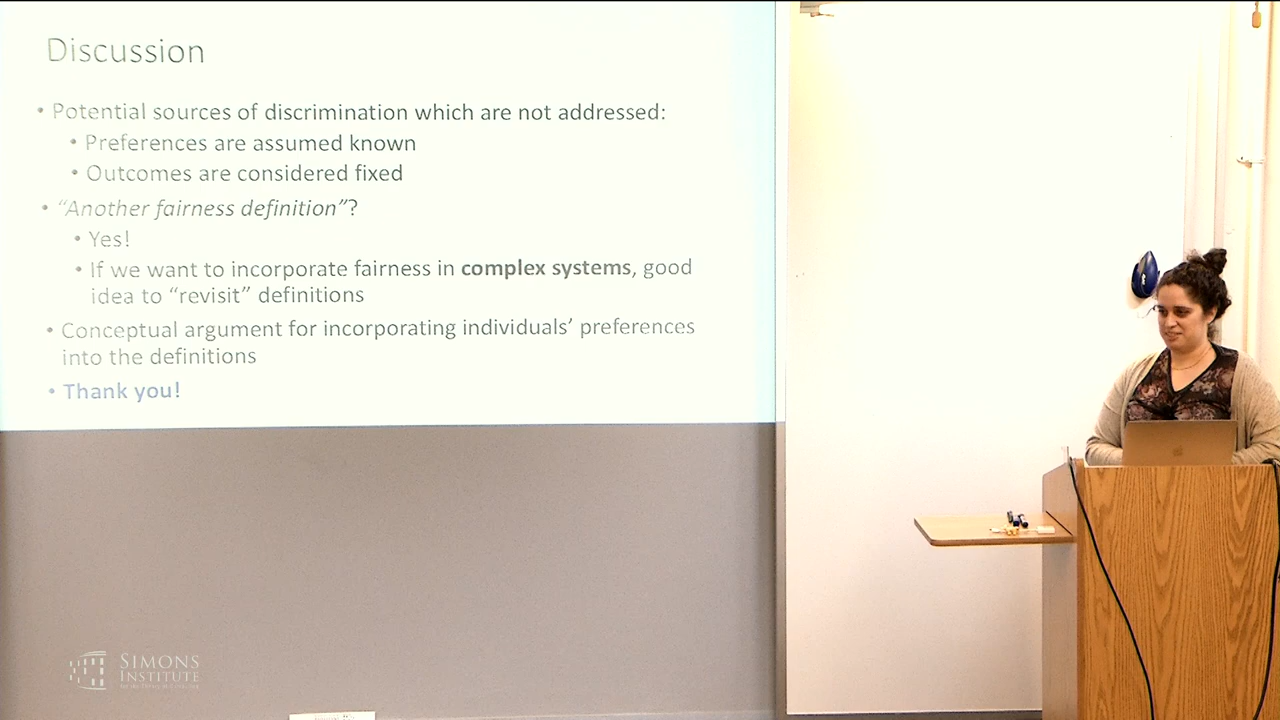 Discussion
• Potential sources of discrimination which are not addressed:
• Preferences are assumed known
• Outcomes are considered fixed
• “Another fairness definition”?
• Yes!
• If we want to incorporate fairness in complex systems, good
idea to “revisit” definitions
• Conceptual argument for incorporating individuals’ preferences
into the definitions
• Thank you!
SIMONS
INSTITUTE